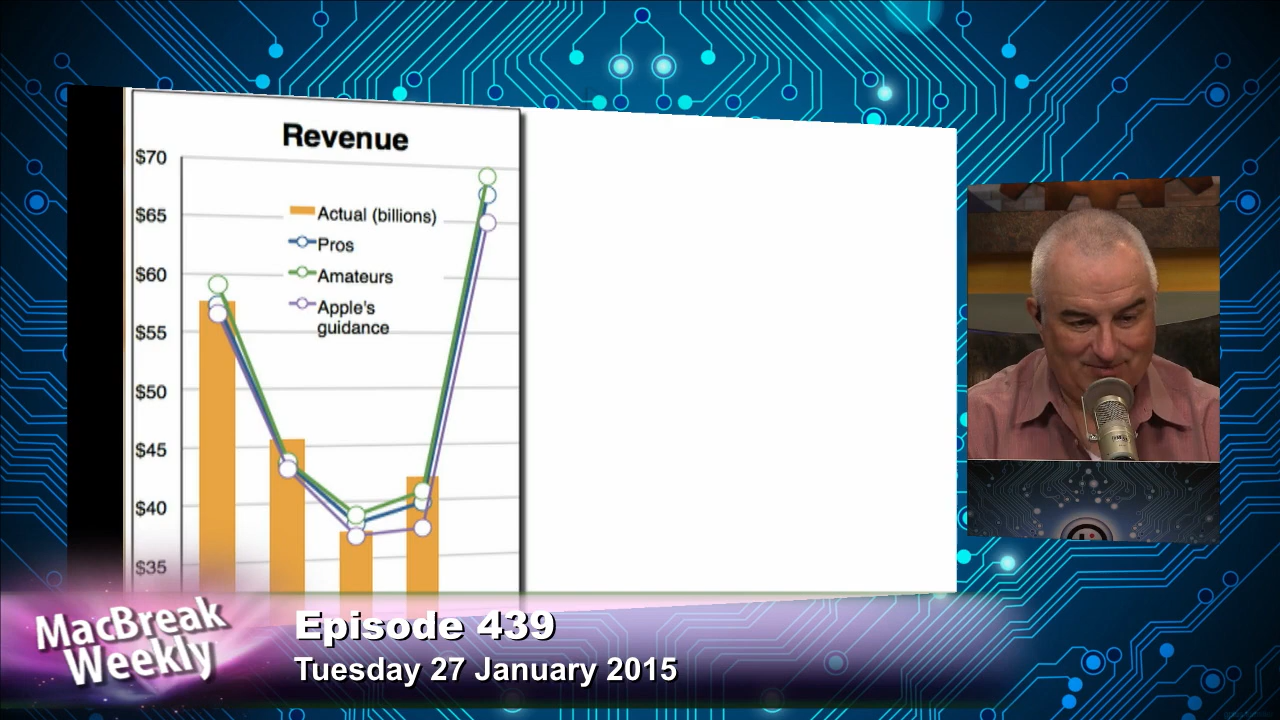 Revenue
$70
$65
$60
$55
$50
$45
$40
$35
Actual (billions)
Pros
Amateurs
Apple's
guidance
MacBreak
Weekly
Episode 439
Tuesday 27 January 2015